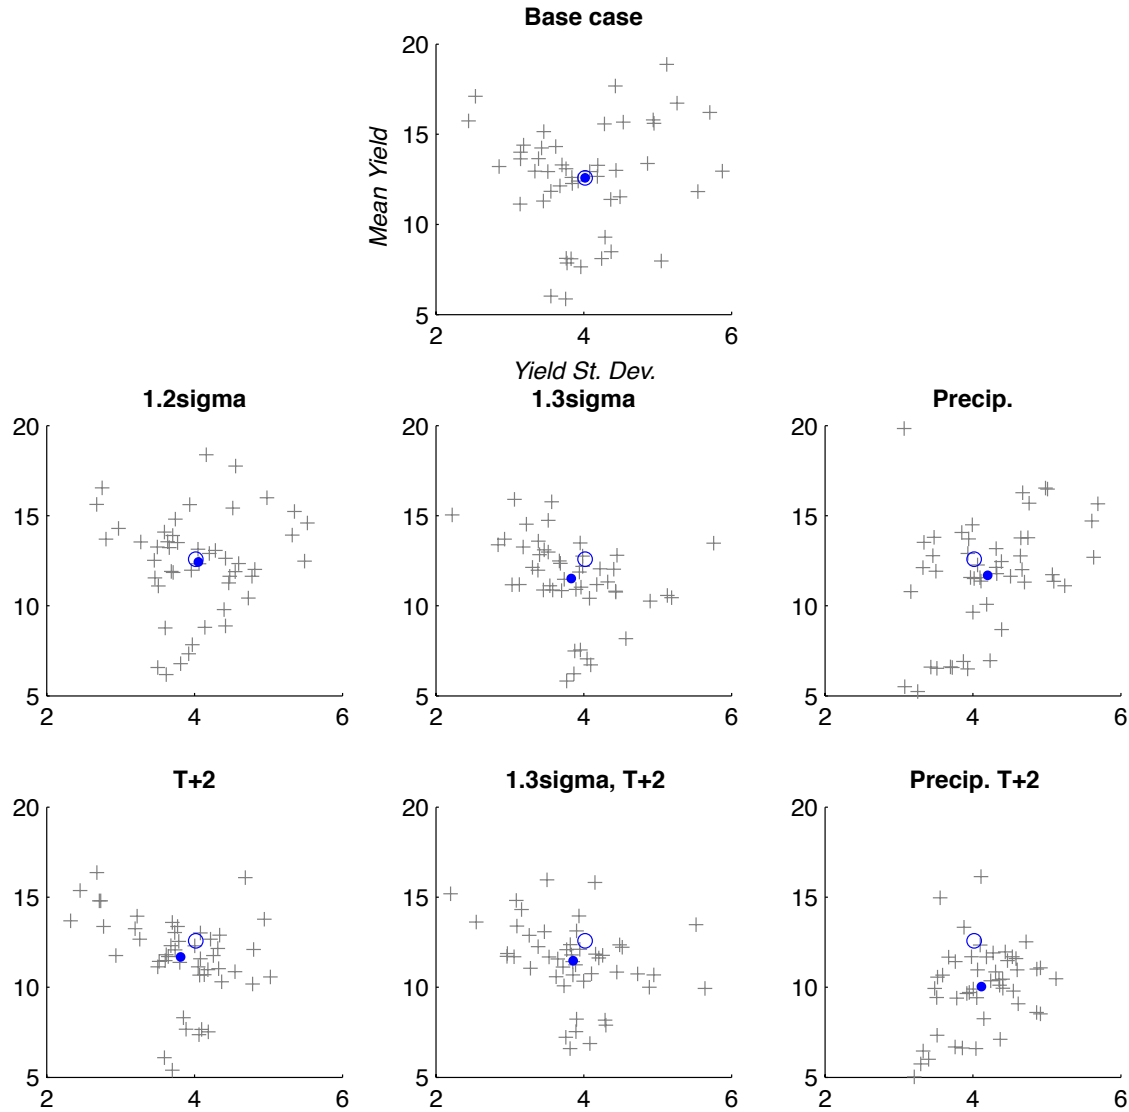 Base case
20
15
10
5
Mean Yield
2 4 6
Yield St. Dev.
1.2sigma 1.3sigma Precip.
20 20 20
15 15 15
10 10 10
5 5 5
2 4 6 2 4 6 2 4 6
T+2 1.3sigma, T+2 Precip. T+2
20 20 20
15 15 15
10 10 10
5 5 5
2 4 6 2 4 6 2 4 6